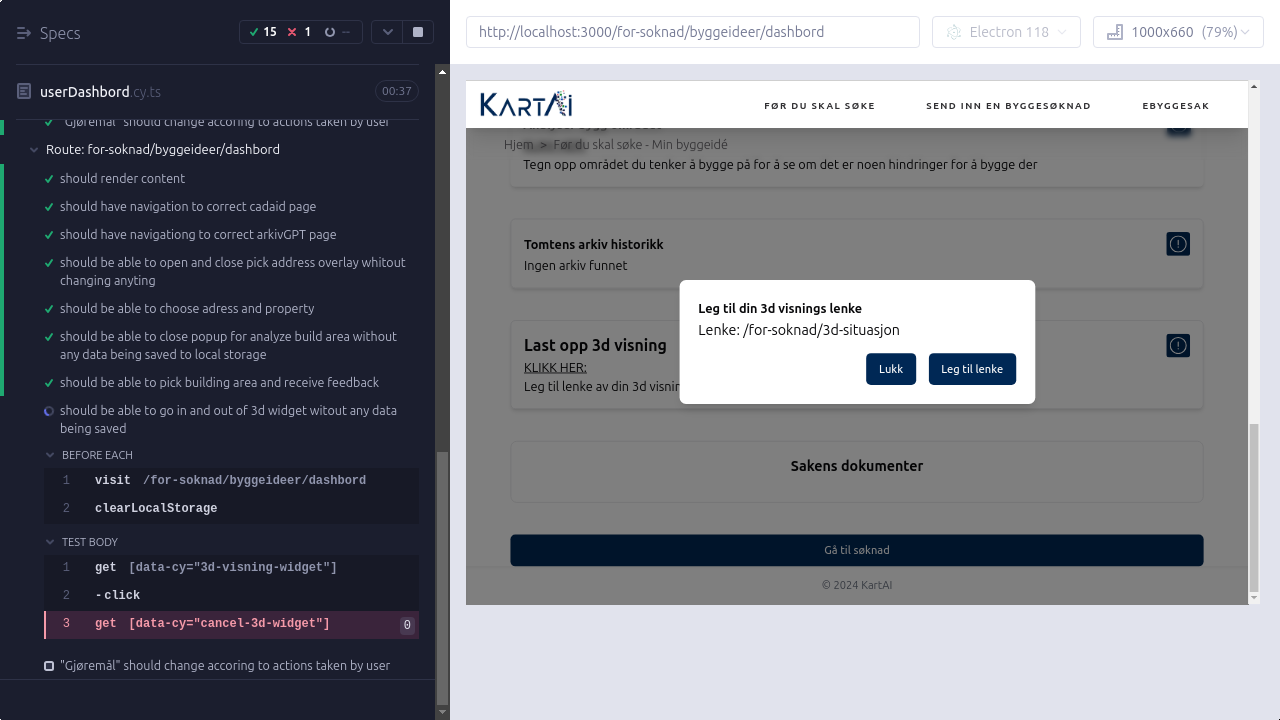 Specs
15
1
--
userDashbord.cy.ts
00:37
"Gjøremål" should change accoring to actions taken by user
Route: for-soknad/byggeideer/dashbord
should render content
should have navigation to correct cadaid page
should have navigationg to correct arkivGPT page
should be able to open and close pick address overlay whitout
changing anyting
should be able to choose adress and property
should be able to close popup for analyze build area without
any data being saved to local storage
should be able to pick building area and receive feedback
should be able to go in and out of 3d widget witout any data
being saved
BEFORE EACH
1 visit /for-soknad/byggeideer/dashbord
2 clearLocalStorage
TEST BODY
1 get [data-cy="3d-visning-widget"]
2 -click
3 get [data-cy="cancel-3d-widget"] 0
"Gjøremål" should change accoring to actions taken by user
http://localhost:3000/for-soknad/byggeideer/dashbord
Electron 118
1000x660 (79%)
KARTAI
FØR DU SKAL SØKE
SEND INN EN BYGGESØKNAD
EBYGGESAK
Hjem > Før du skal søke - Min byggeidé
Tegn opp området du tenker å bygge på for å se om det er noen hindringer for å bygge der
Tomtens arkiv historikk
Ingen arkiv funnet
Leg til din 3d visnings lenke
Lenke: /for-soknad/3d-situasjon
Lukk
Leg til lenke
Last opp 3d visning
KLIKK HER:
Leg til lenke av din 3d visnin
Sakens dokumenter
Gå til søknad
© 2024 KartAI